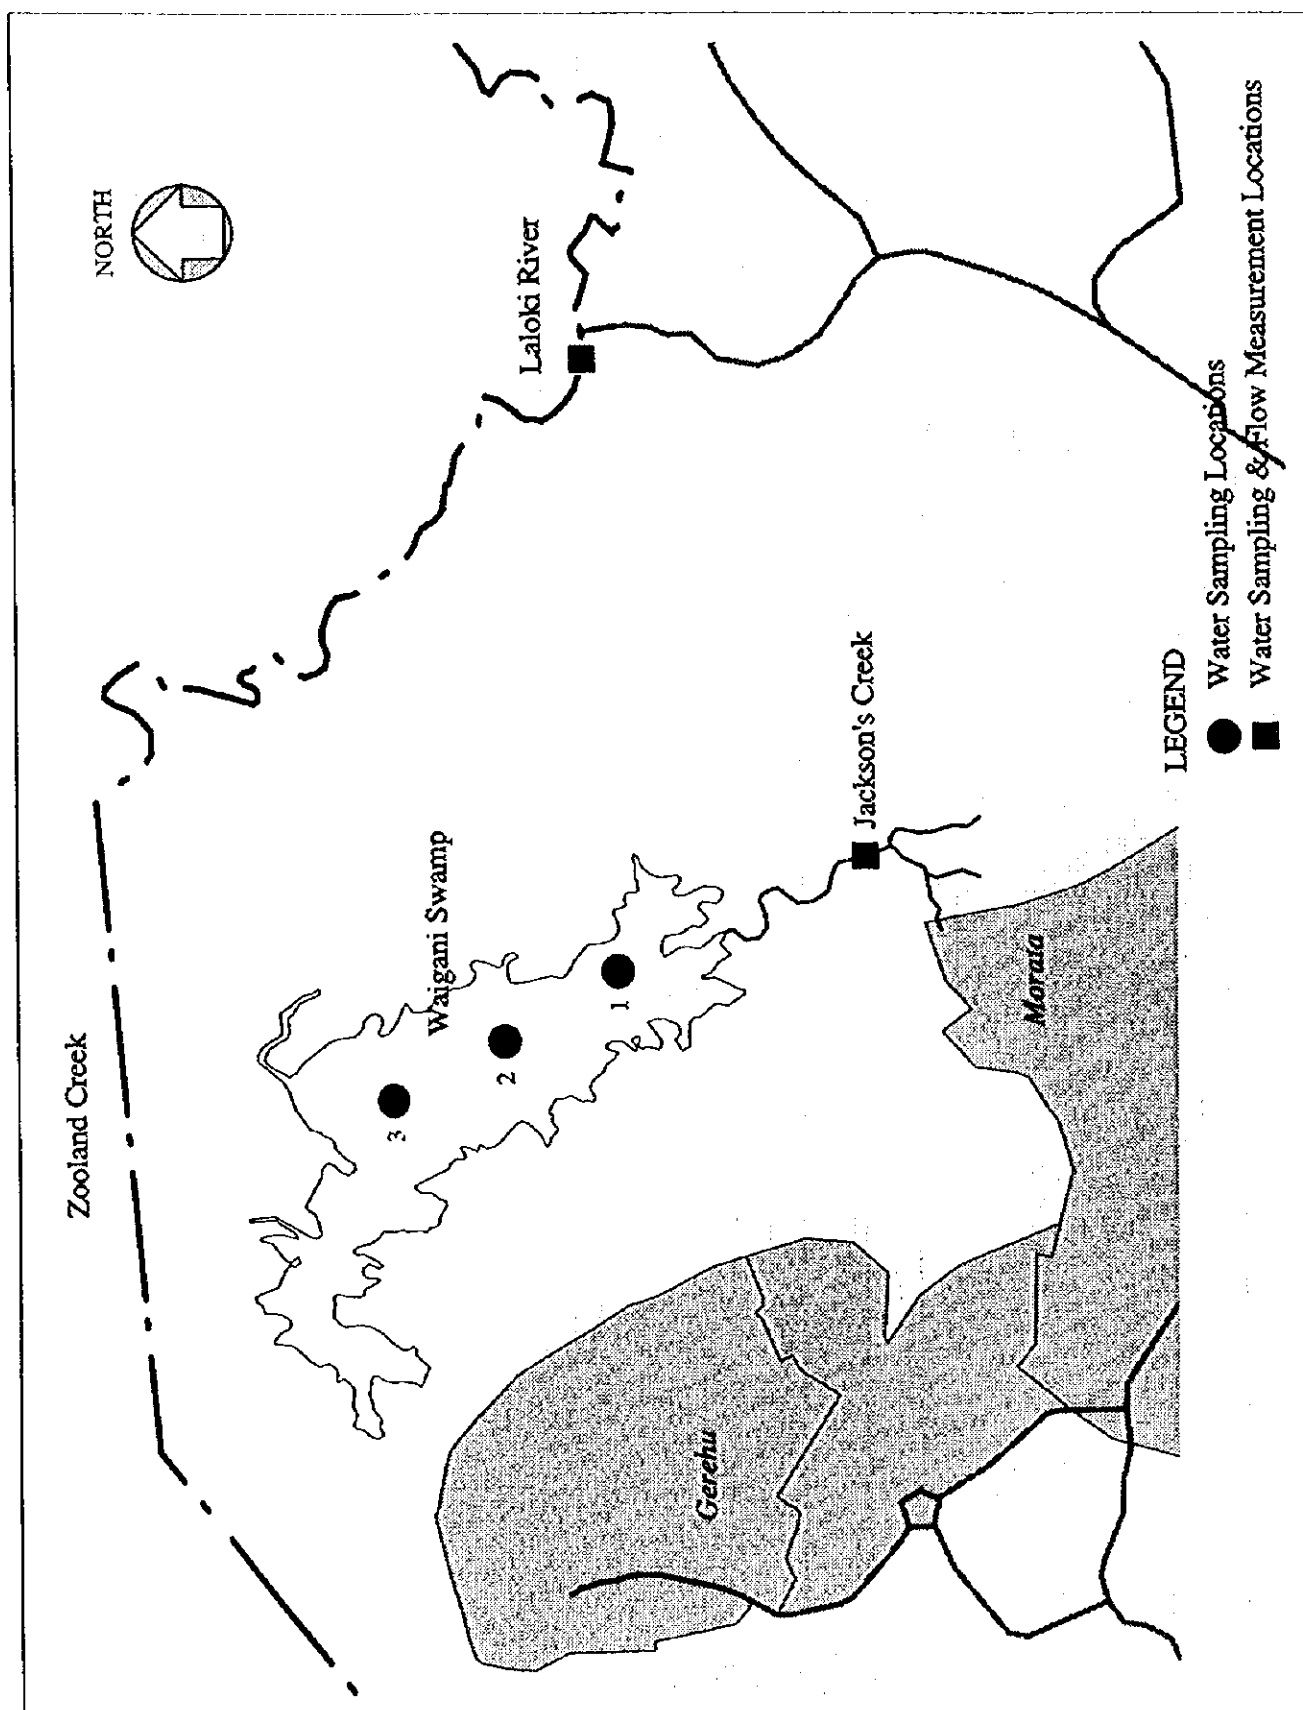 NORTH
Zooland Creek
Laloki River
Waigani Swamp
3
2
1
Jackson's Creek
Gerehu
Morata
LEGEND
Water Sampling Locations
Water Sampling & Flow Measurement Locations